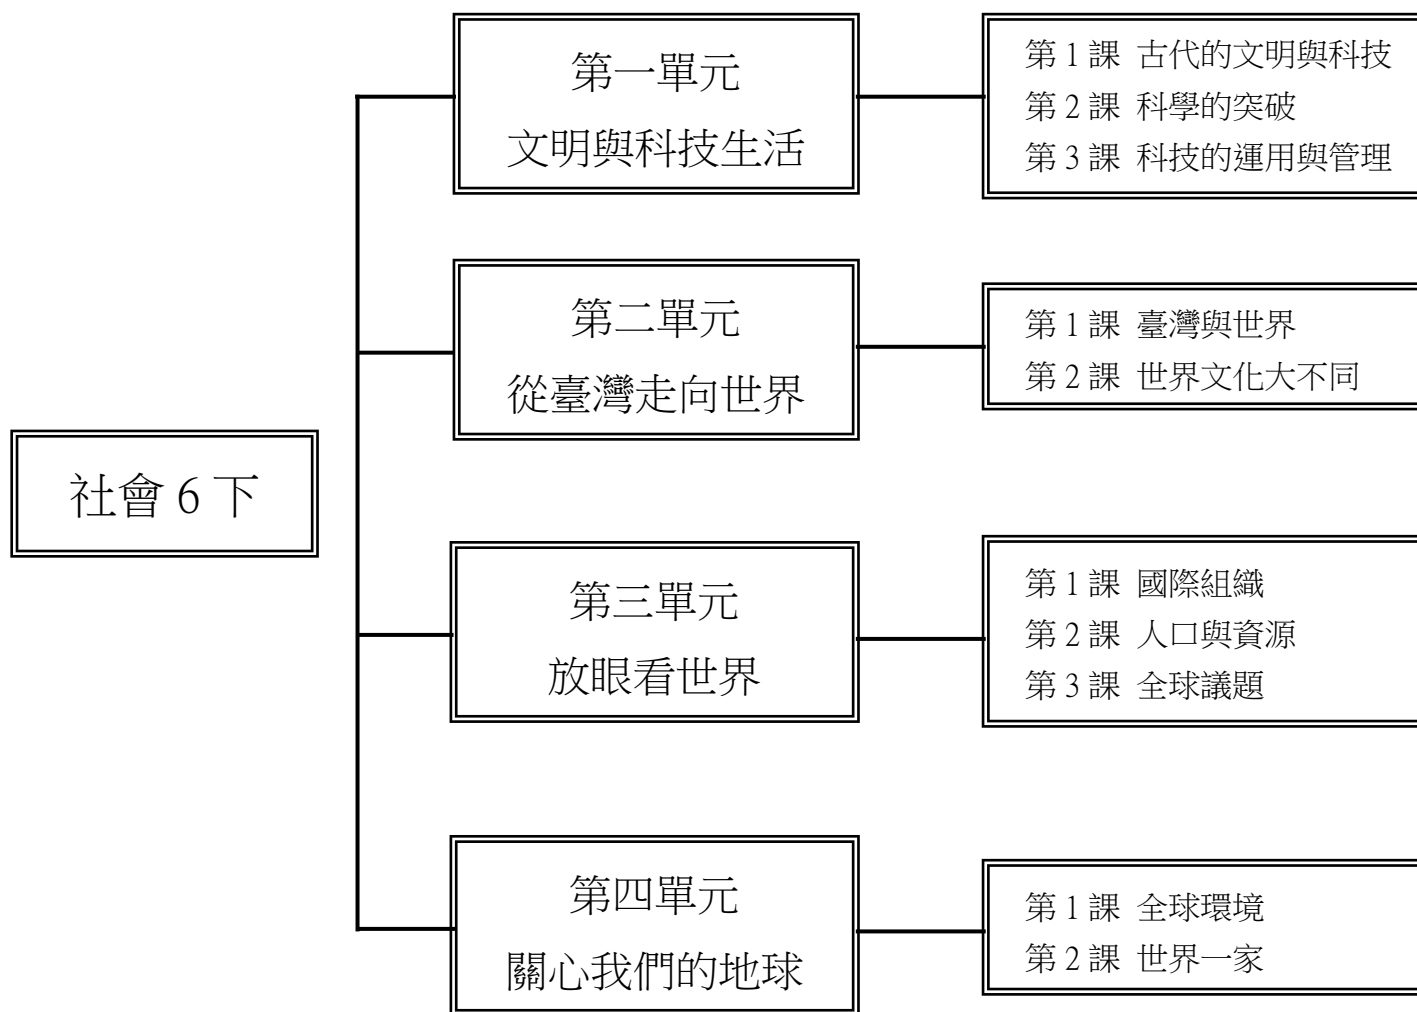 社會 6 下
第一單元
文明與科技生活
第 1 課 古代的文明與科技
第 2 課 科學的突破
第 3 課 科技的運用與管理
第二單元
從臺灣走向世界
第 1 課 臺灣與世界
第 2 課 世界文化大不同
第三單元
放眼看世界
第 1 課 國際組織
第 2 課 人口與資源
第 3 課 全球議題
第四單元
關心我們的地球
第 1 課 全球環境
第 2 課 世界一家